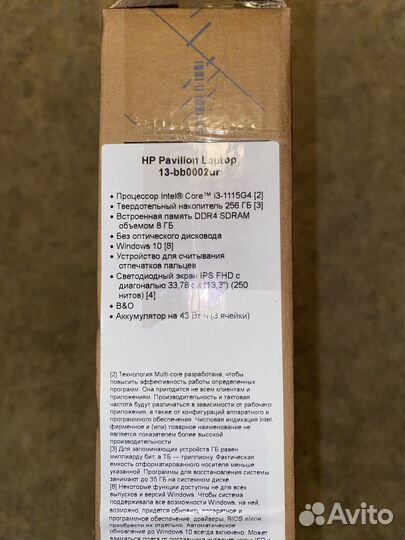 HP Pavilion Laptop
13-bb0002ur
• Процессор Intel® Core™ i3-1115G4 [2]
• Твердотельный накопитель 256 ГБ [3]
• Встроенная память DDR4 SDRAM
объемом 8 ГБ
• Без оптического дисковода
• Windows 10 [8]
• Устройство для считывания
отпечатков пальцев
• Светодиодный экран IPS FHD с
диагональю 33,78 см (13,3") (250
нитов) [4]
• B&O
• Аккумулятор на 43 Вт·ч (3 ячейки)
[2] Технология Multi-core разработана, чтобы
повысить эффективность работы определенных
программ. Она пригодится не всем клиентам и
приложениям. Производительность и тактовая
частота будут различаться в зависимости от рабочего
приложения, а также от конфигураций аппаратного и
программного обеспечения. Числовая индикация Intel,
фирменное и (или) товарное наименование не
является показателем более высокой
производительности.
[3] Для запоминающих устройств ГБ равен
миллиарду бит, а ТБ — триллиону. Фактическая
емкость отформатированного носителя меньше
указанной. Программы для восстановления системы
занимают до 35 ГБ на системном диске.
[8] Некоторые функции доступны не для всех
выпусков и версий Windows. Чтобы система
поддерживала все возможности Windows, на ней,
возможно, придется обновить аппаратное и
программное обеспечение, драйверы, BIOS и/или
приобрести их отдельно. Автоматическое
обновление до Windows 10 включено всегда. Может
Avito